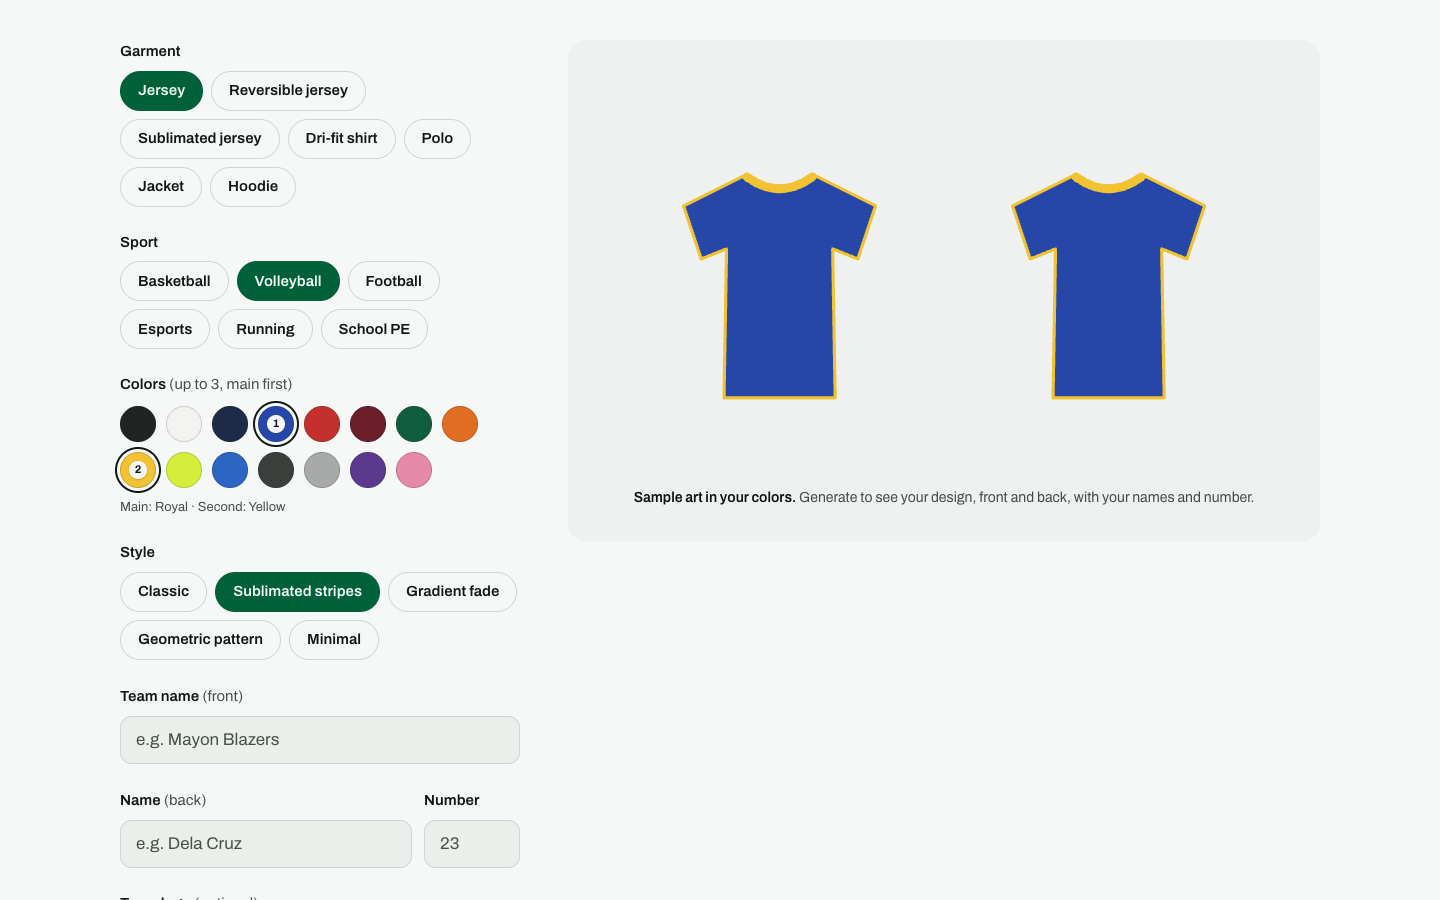 Garment
Jersey
Reversible jersey
Sublimated jersey
Dri-fit shirt
Polo
Jacket
Hoodie
Sport
Basketball
Volleyball
Football
Esports
Running
School PE
Colors (up to 3, main first)
1
2
Main: Royal · Second: Yellow
Style
Classic
Sublimated stripes
Gradient fade
Geometric pattern
Minimal
Team name (front)
e.g. Mayon Blazers
Name (back)
Number
e.g. Dela Cruz
23
Sample art in your colors. Generate to see your design, front and back, with your names and number.